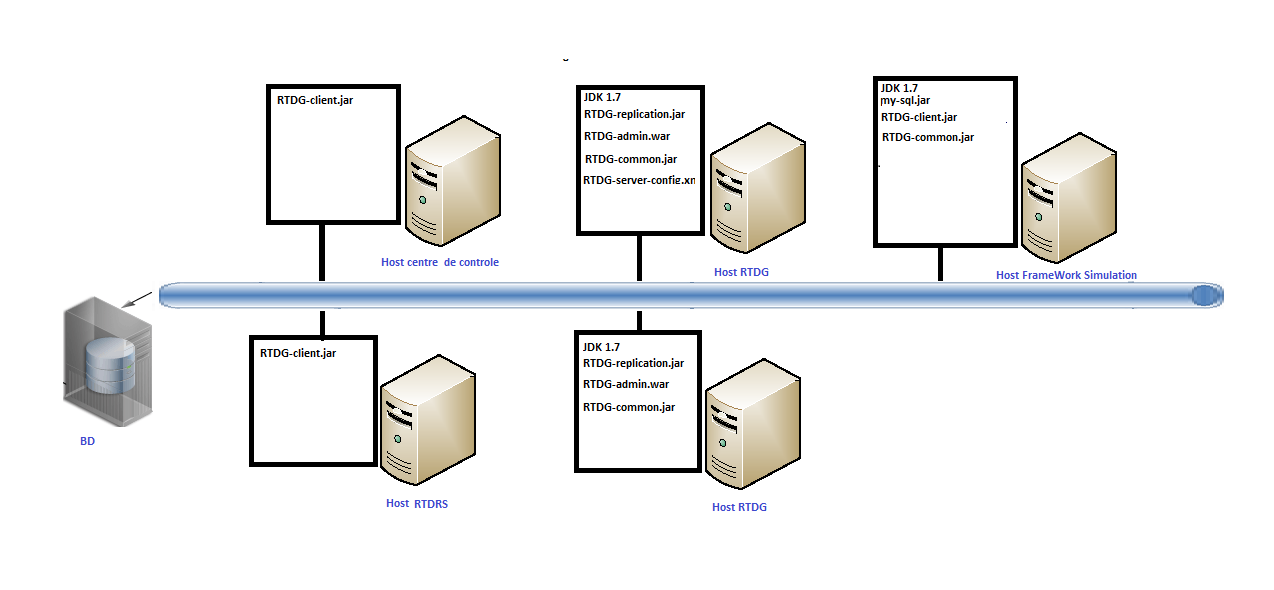 RTDG-client.jar
Host centre de controle
JDK 1.7
RTDG-replication.jar
RTDG-admin.war
RTDG-common.jar
RTDG-server-config.xn
Host RTDG
JDK 1.7
my-sql.jar
RTDG-client.jar
RTDG-common.jar
Host FrameWork Simulation
BD
RTDG-client.jar
Host RTDRS
JDK 1.7
RTDG-replication.jar
RTDG-admin.war
RTDG-common.jar
Host RTDG